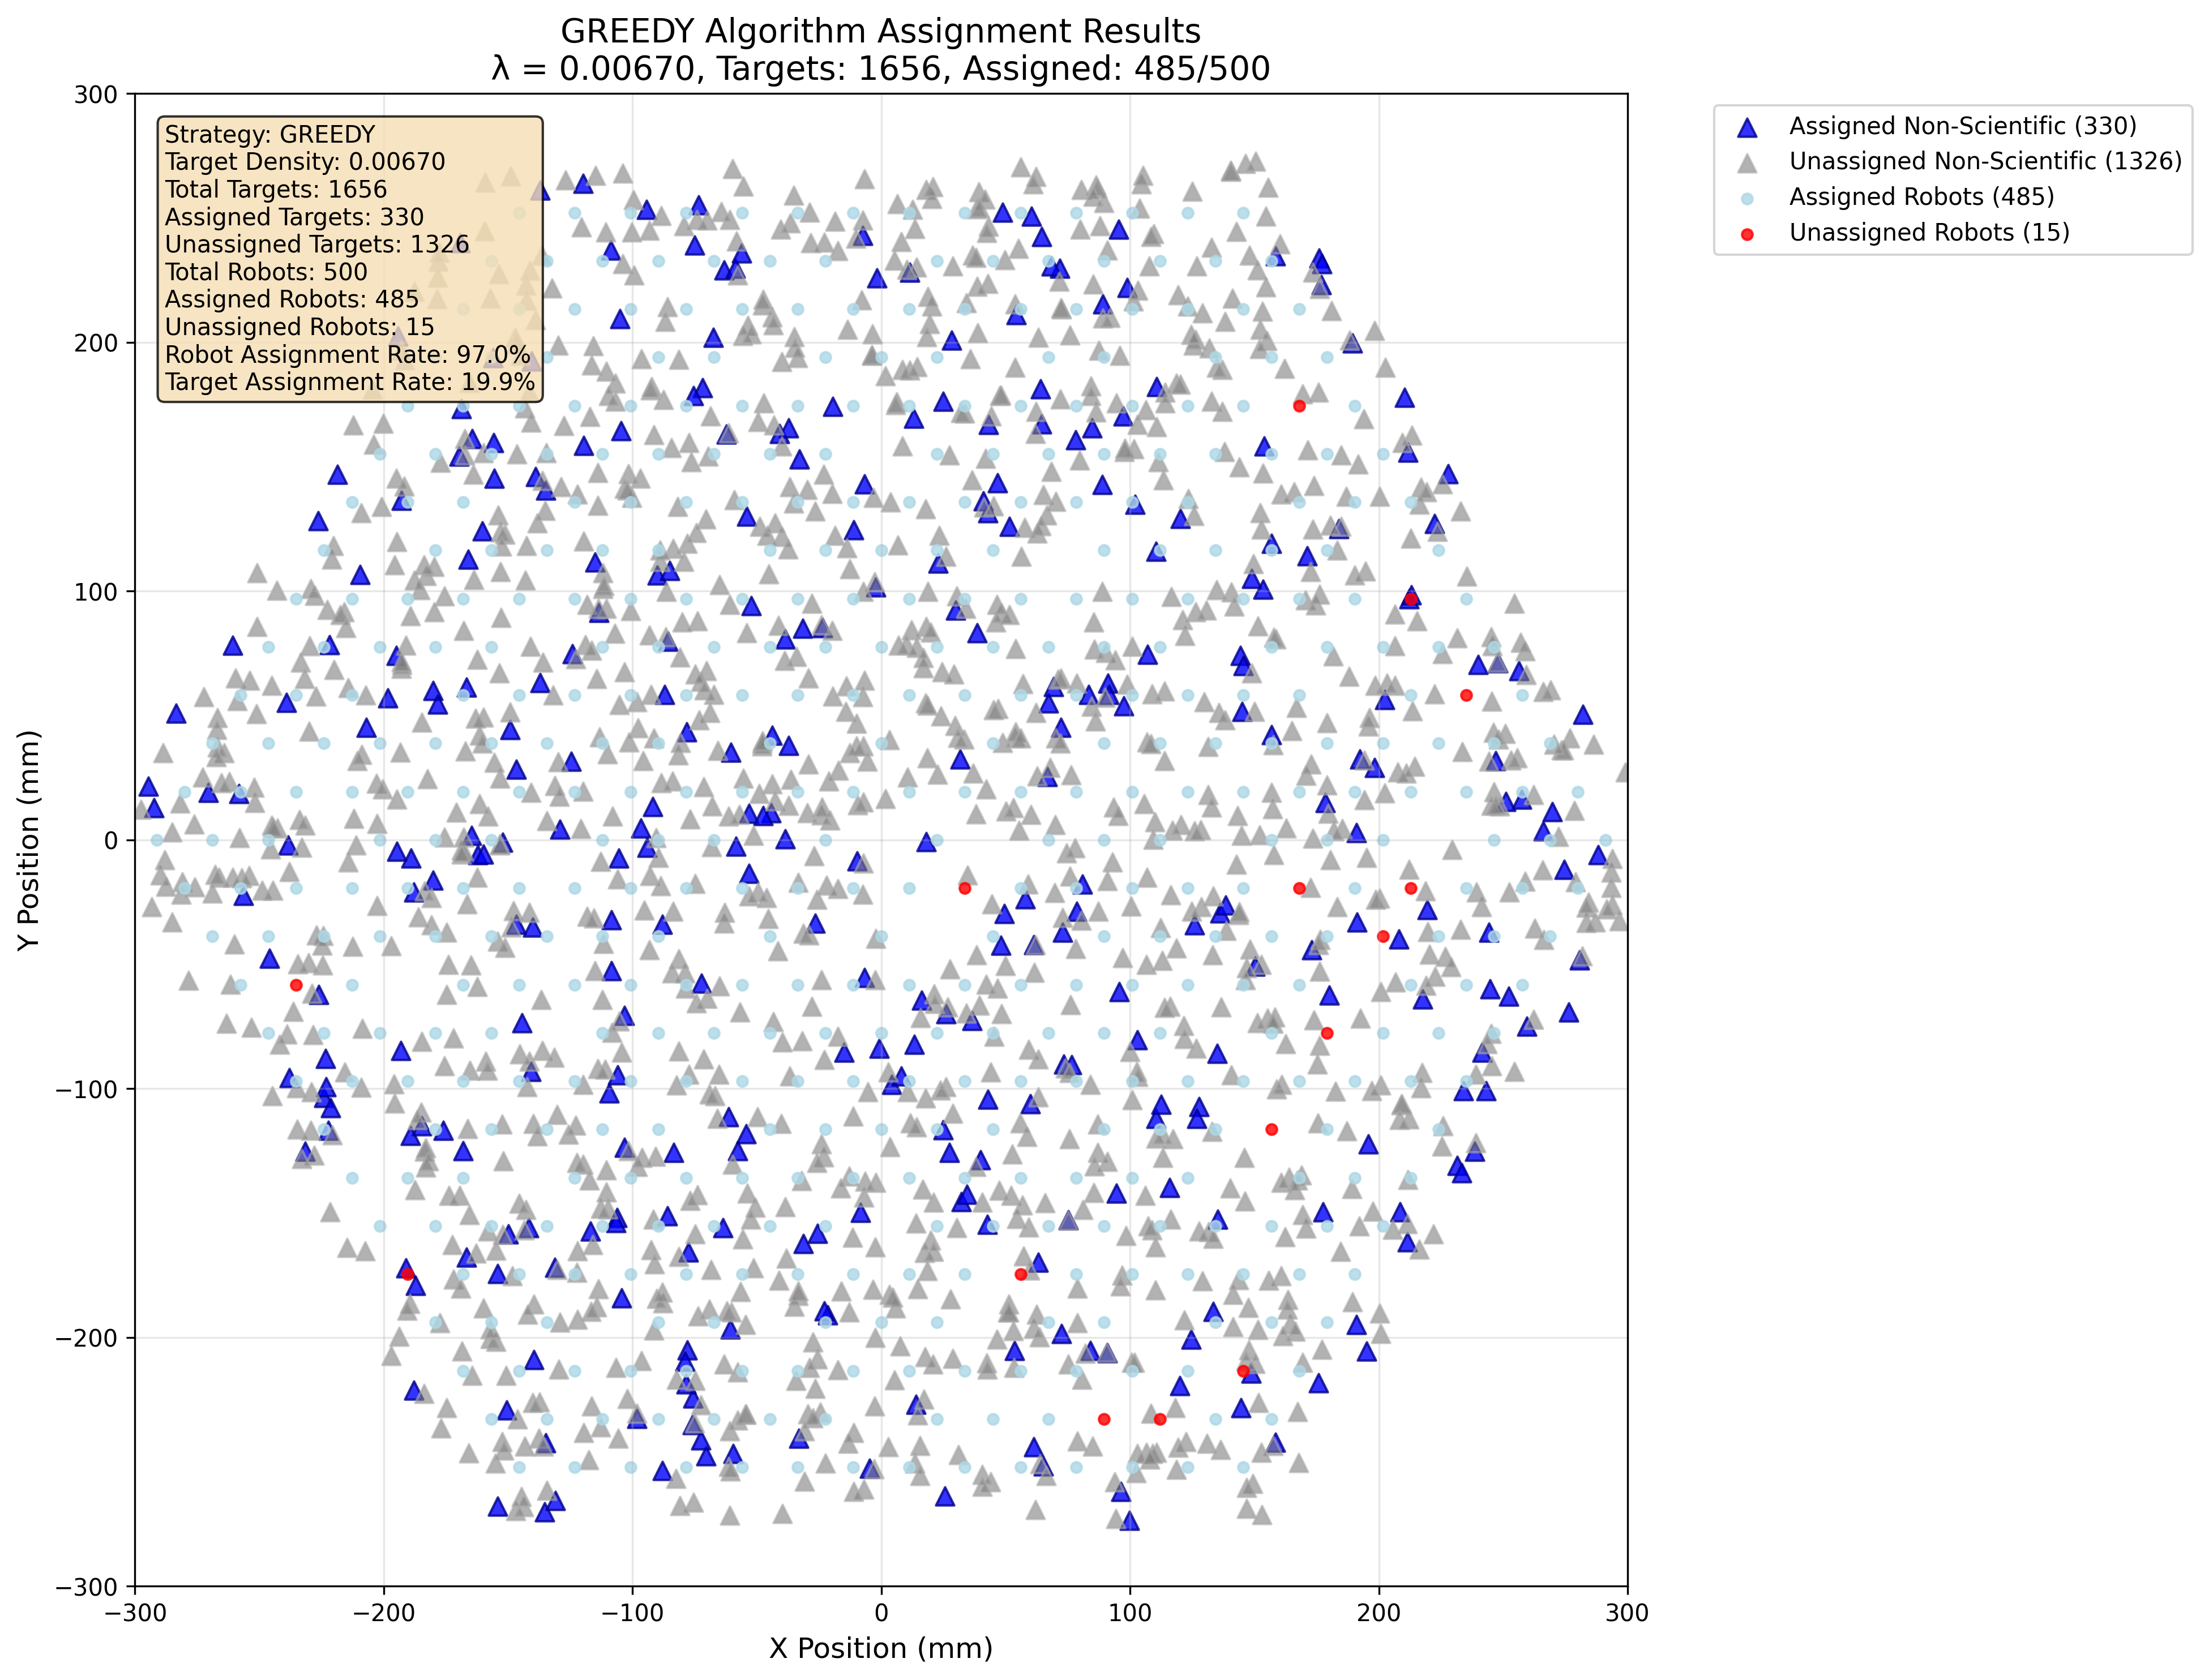 GREEDY Algorithm Assignment Results
λ = 0.00670, Targets: 1656, Assigned: 485/500
Strategy: GREEDY
Target Density: 0.00670
Total Targets: 1656
Assigned Targets: 330
Unassigned Targets: 1326
Total Robots: 500
Assigned Robots: 485
Unassigned Robots: 15
Robot Assignment Rate: 97.0%
Target Assignment Rate: 19.9%
Assigned Non-Scientific (330)
Unassigned Non-Scientific (1326)
Assigned Robots (485)
Unassigned Robots (15)
Y Position (mm)
300
200
100
0
−100
−200
−300
−300
−200
−100
0
100
200
300
X Position (mm)